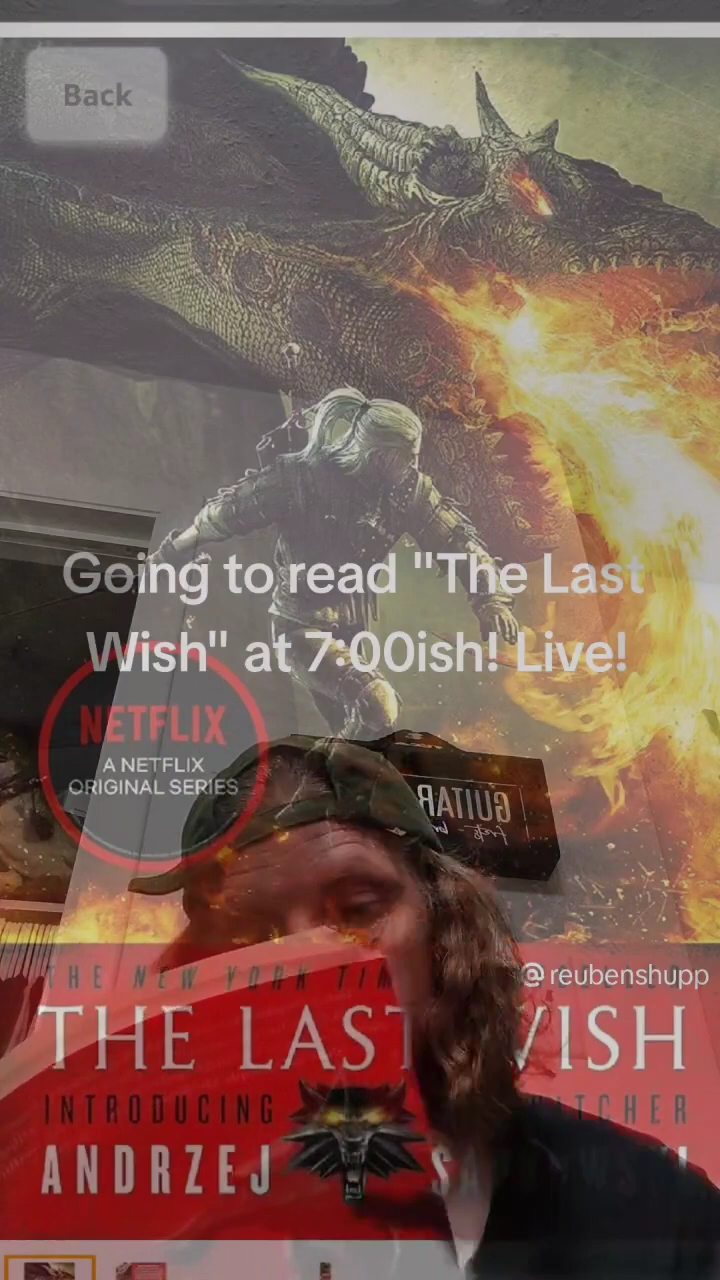 Back
Going to read "The Last
Wish" at 7:00ish! Live!
NETFLIX
A NETFLIX
ORIGINAL SERIES
GUITAR
@reubenshupp
THE NEW YORK TIM
THE LAST WISH
INTRODUCING WITCHER
ANDRZEJ